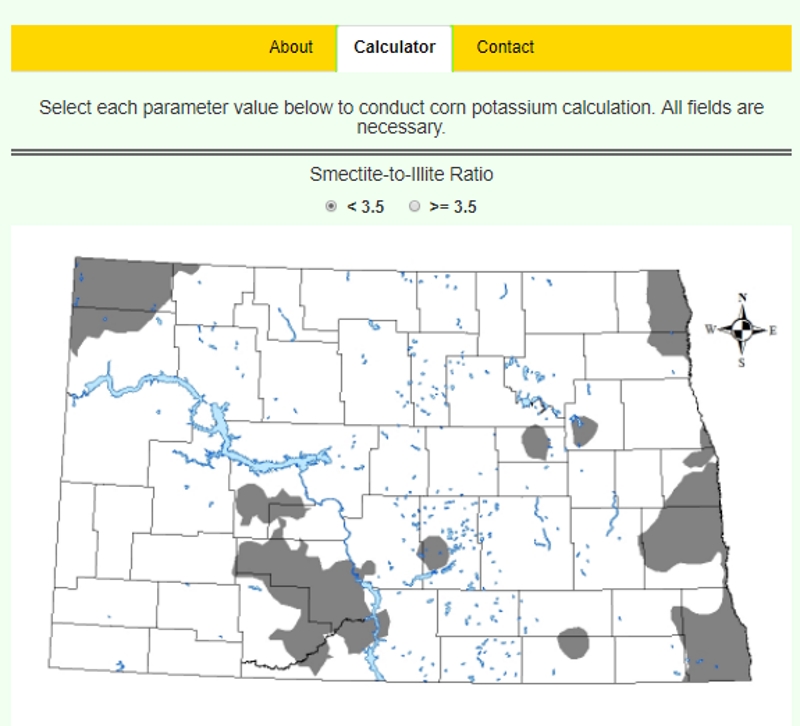 About Calculator Contact
Select each parameter value below to conduct corn potassium calculation. All fields are
necessary.
Smectite-to-Illite Ratio
< 3.5 >= 3.5
N
W E
S